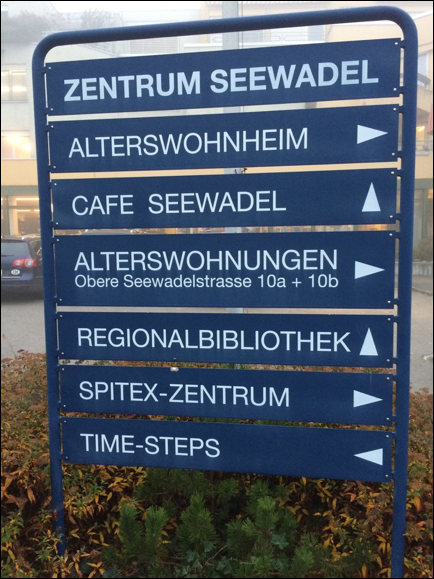 ZENTRUM SEEWADEL
ALTERSWOHNHEIM
CAFE SEEWADEL
ALTERSWOHNUNGEN
Obere Seewadelstrasse 10a + 10b
REGIONALBIBLIOTHEK
SPITEX-ZENTRUM
TIME-STEPS